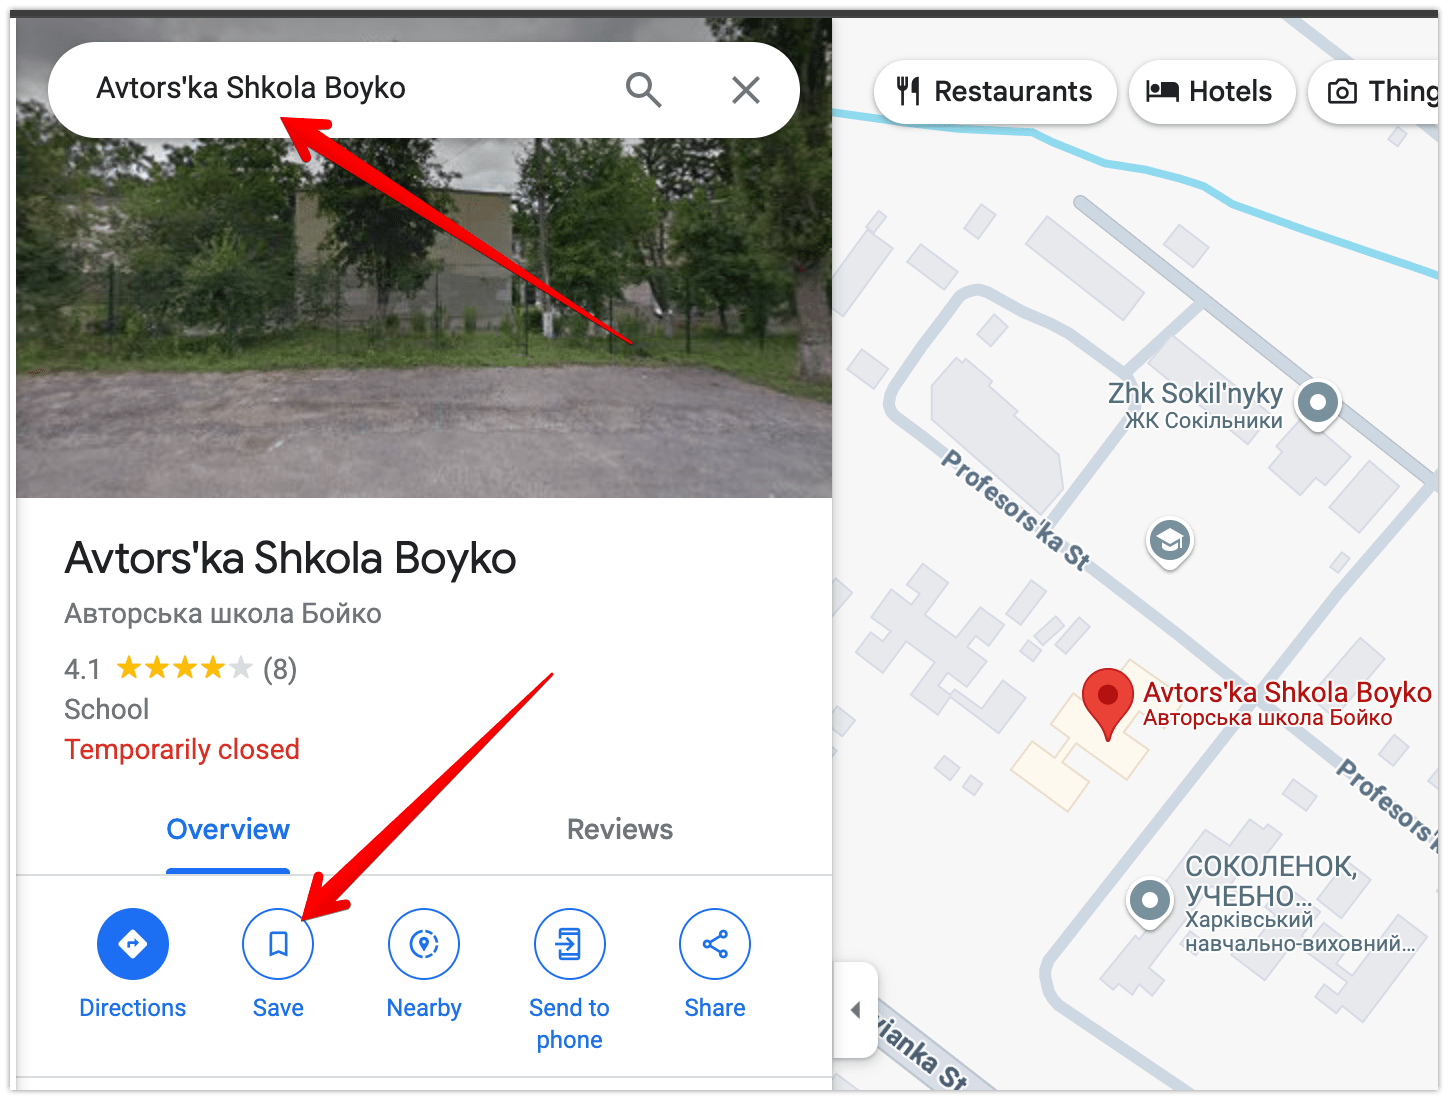 Avtors'ka Shkola Boyko
Restaurants
Hotels
Thing
Avtors'ka Shkola Boyko
Авторська школа Бойко
4.1 (8)
School
Temporarily closed
Overview
Reviews
Directions
Save
Nearby
Send to
phone
Share
Zhk Sokil'nyky
ЖК Сокільники
Profesors'ka St
Avtors'ka Shkola Boyko
Авторська школа Бойко
Profesors'k
СОКОЛЕНОК,
УЧЕБНО...
Харківський
навчально-виховний...
vianka St